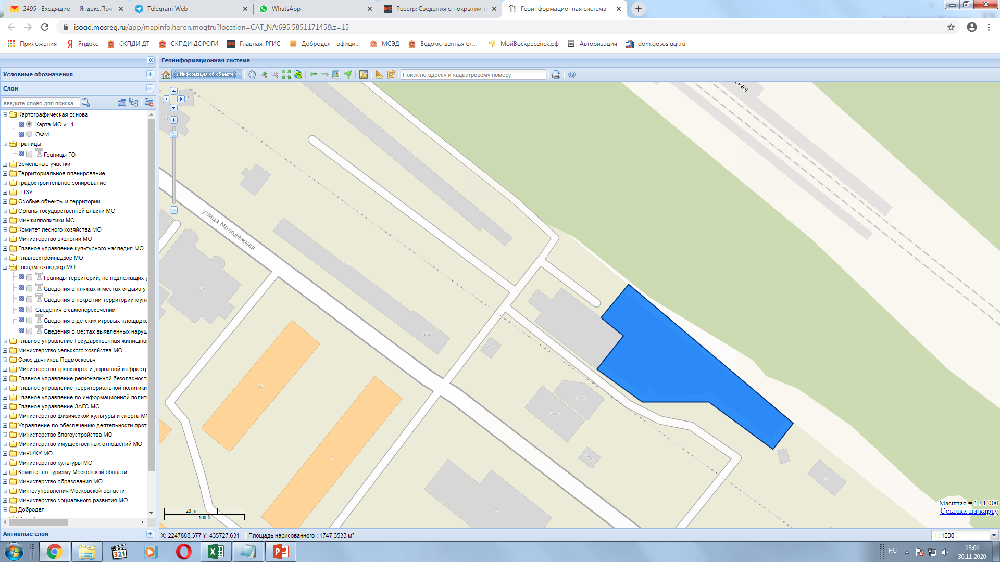 2495 · Входящие — Яндекс.Поч
Telegram Web
WhatsApp
Реестр: Сведения о покрытии т
Геоинформационная система
isogd.mosreg.ru/app/mapinfo.heron.mogtru?location=CAT_NA:695,585117145&z=15
Приложения
Яндекс
СКПДИ ДТ
СКПДИ ДОРОГИ
Главная. РГИС
Добродел - офици...
МСЭД
Ведомственная от...
МойВоскресенск.рф
Авторизация
dom.gosuslugi.ru
Геоинформационная система
Условные обозначения
Информация об объекте
Поиск по адресу и кадастровому номеру
Слои
введите слово для поиска
Картографическая основа
Карта МО v1.1
ОФМ
Границы
Границы ГО
Земельные участки
Территориальное планирование
Градостроительное зонирование
ГПЗУ
Особые объекты и территории
Органы государственной власти МО
Минжилполитики МО
Комитет лесного хозяйства МО
Министерство экологии МО
Главное управление культурного наследия МО
Главгосстройнадзор МО
Госадмтехнадзор МО
Границы территорий, не подлежащих у
Сведения о пляжах и местах отдыха у
Сведения о покрытии территории муни
Сведения о самопересечении
Сведения о детских игровых площадка
Сведения о местах выявленных наруш
Главное управление Государственная жилищна
Министерство сельского хозяйства МО
Союз дачников Подмосковья
Министерство транспорта и дорожной инфрастр
Главное управление региональной безопасност
Главное управление территориальной политики
Главное управление по информационной полит
Главное управление ЗАГС МО
Министерство физической культуры и спорта МО
Управление по обеспечению деятельности прот
Министерство благоустройства МО
Министерство имущественных отношений МО
МинЖКХ МО
Министерство культуры МО
Комитет по туризму Московской области
Министерство образования МО
Мингосуправления Московской области
Министерство социального развития МО
Добродел
Активные слои
ская
1Б
улица Молодёжная
13А
16В
16В
16
1
1Ак1
1Ак1
1Ак1
1А
1Г
20 m
100 ft
Масштаб = 1 : 1 000
Ссылка на карту
X: 2247888.377 Y: 435727.631
Площадь нарисованного : 1747.3533 м²
1 : 1000
RU
13:01
30.11.2020